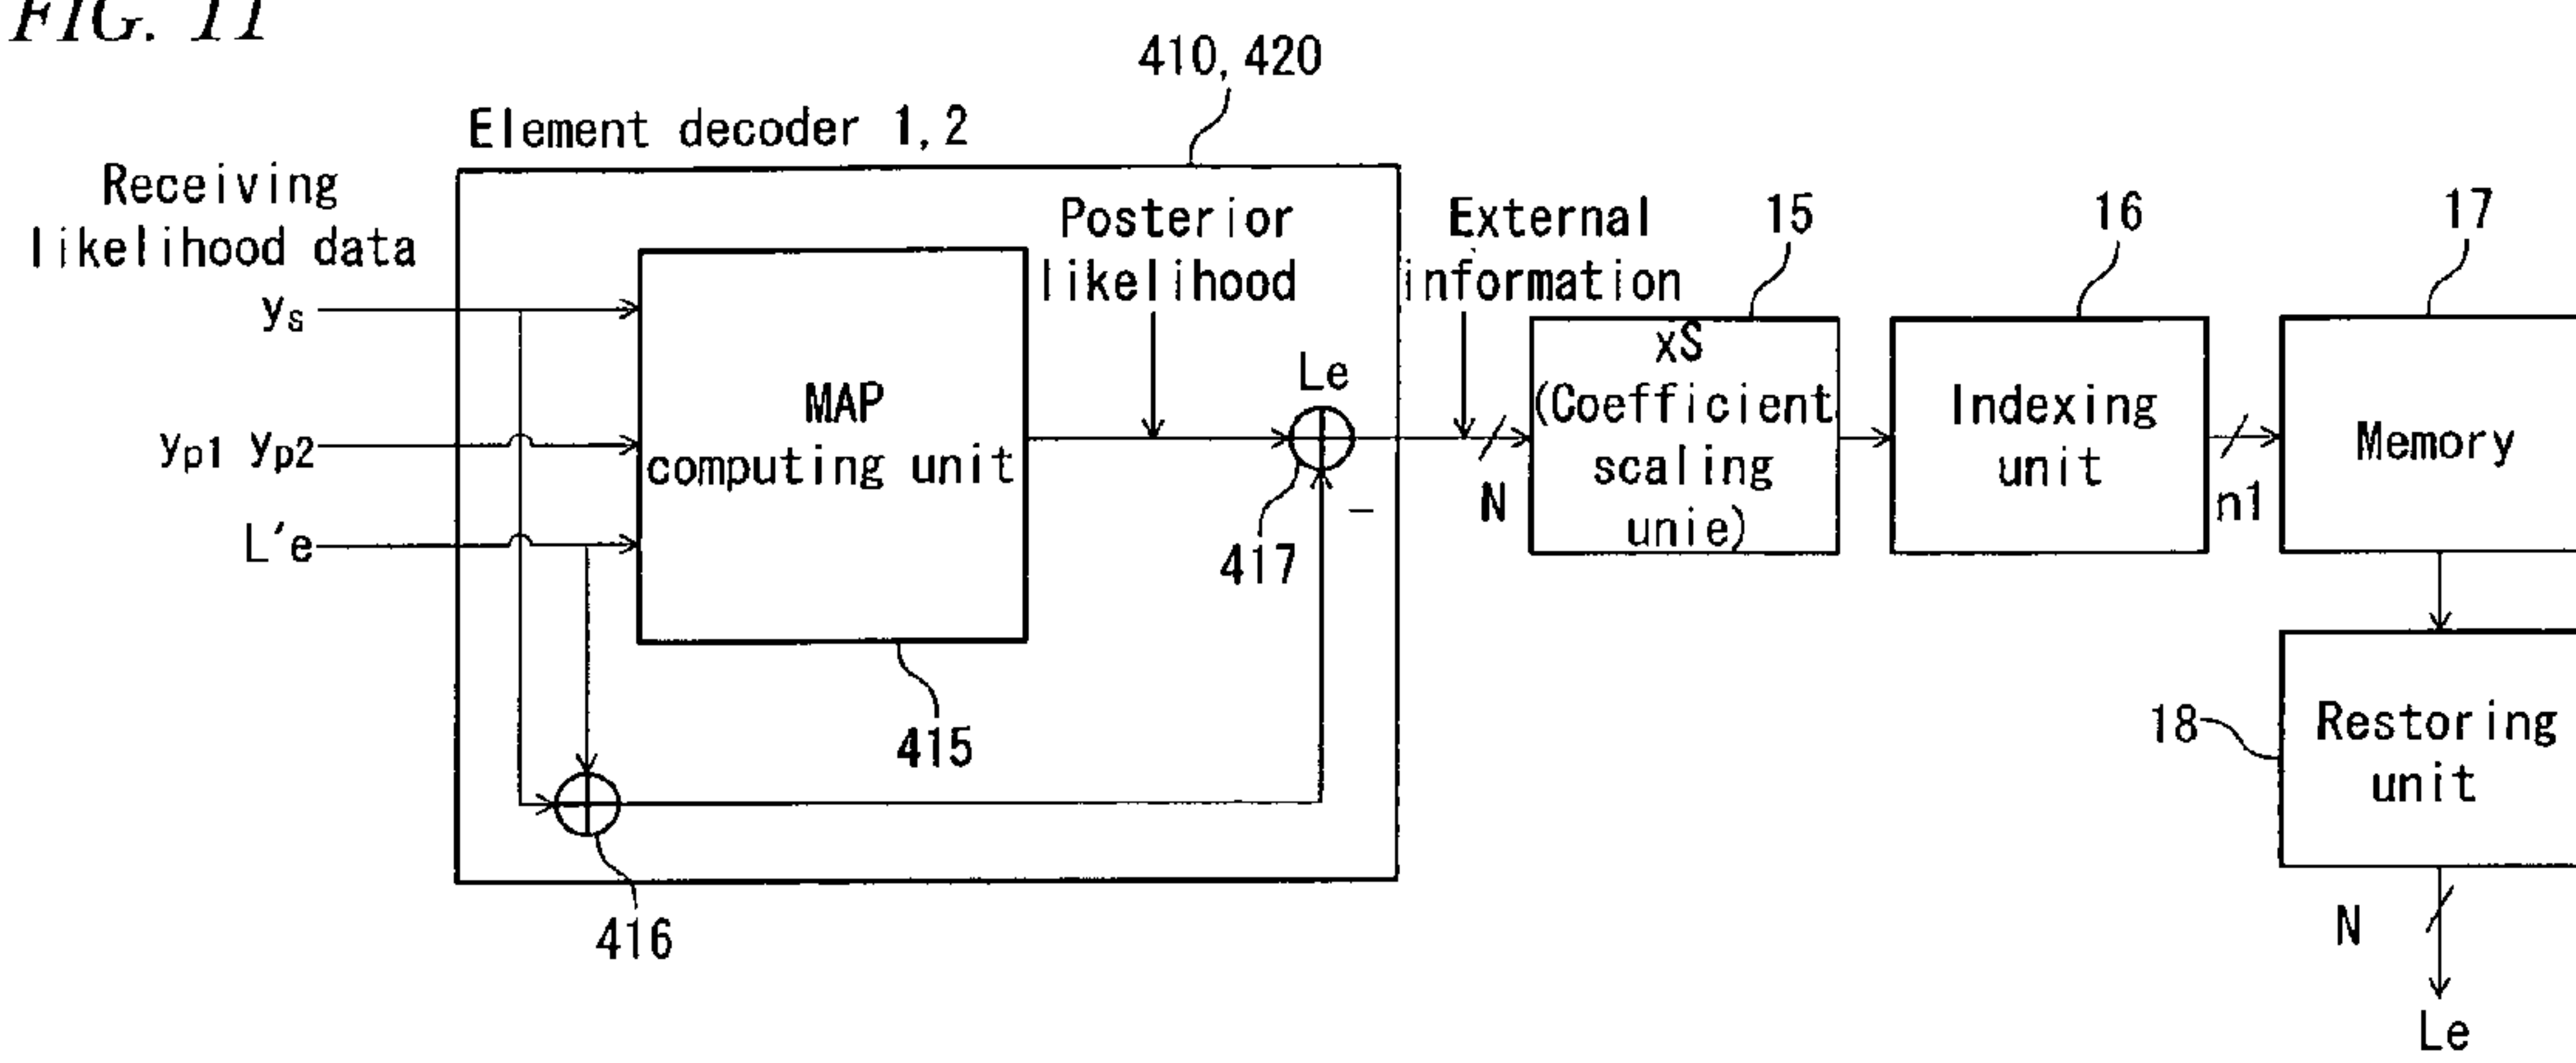 FIG. 11
410, 420
Element decoder 1, 2
Receiving
likelihood data
ys
yp1 yp2
L'e
MAP
computing unit
415
416
Posterior
likelihood
Le
417
−
External
information
N
15
xS
(Coefficient
scaling
unie)
16
Indexing
unit
n1
17
Memory
18
Restoring
unit
N
Le